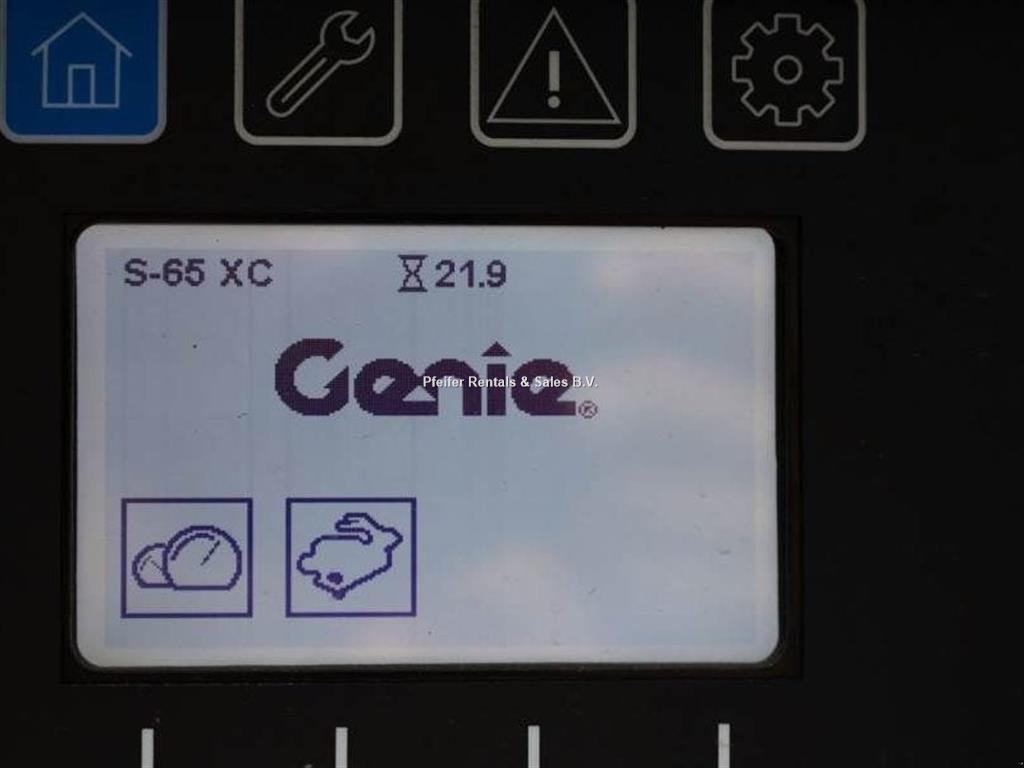 S-65 XC 21.9
Genie®
Pfeifer Rentals & Sales B.V.